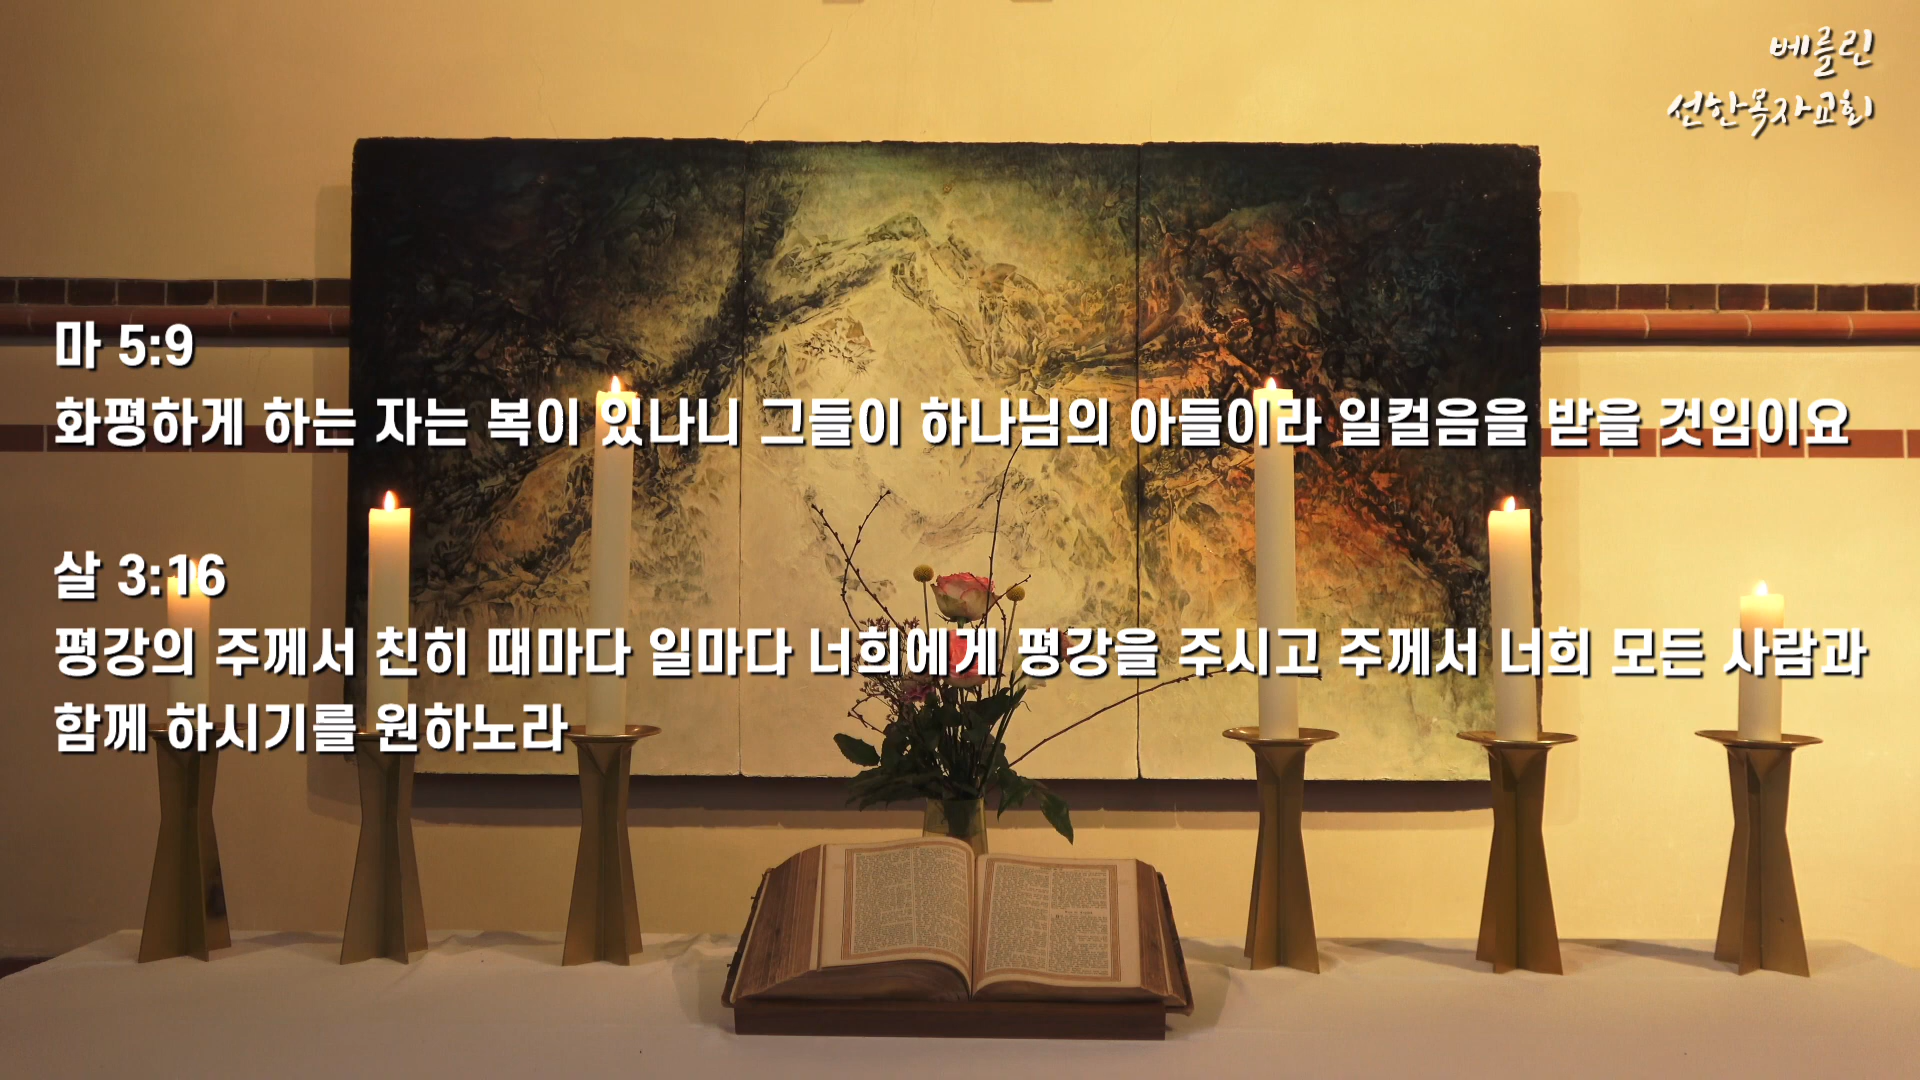 베를린
선한목자교회
마 5:9
화평하게 하는 자는 복이 있나니 그들이 하나님의 아들이라 일컬음을 받을 것임이요
살 3:16
평강의 주께서 친히 때마다 일마다 너희에게 평강을 주시고 주께서 너희 모든 사람과
함께 하시기를 원하노라